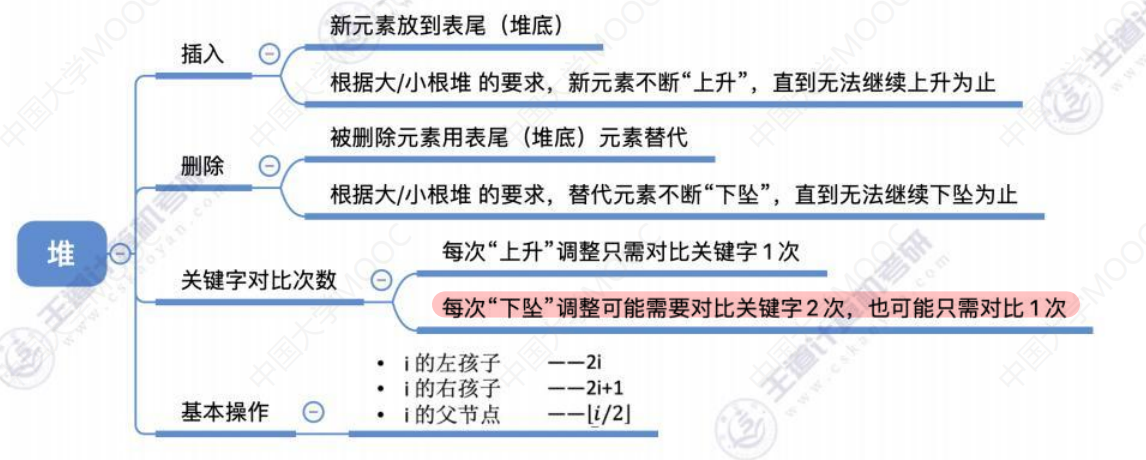 新元素放到表尾（堆底）
插入
根据大/小根堆 的要求，新元素不断“上升”，直到无法继续上升为止
被删除元素用表尾（堆底）元素替代
删除
根据大/小根堆 的要求，替代元素不断“下坠”，直到无法继续下坠为止
堆
每次“上升”调整只需对比关键字1次
关键字对比次数
每次“下坠”调整可能需要对比关键字2次，也可能只需对比1次
• i 的左孩子 ——2i
• i 的右孩子 ——2i+1
基本操作
• i 的父节点 ——⌊i/2⌋
中国大学MOOC
王道计算机考研
www.cskaoyan.com